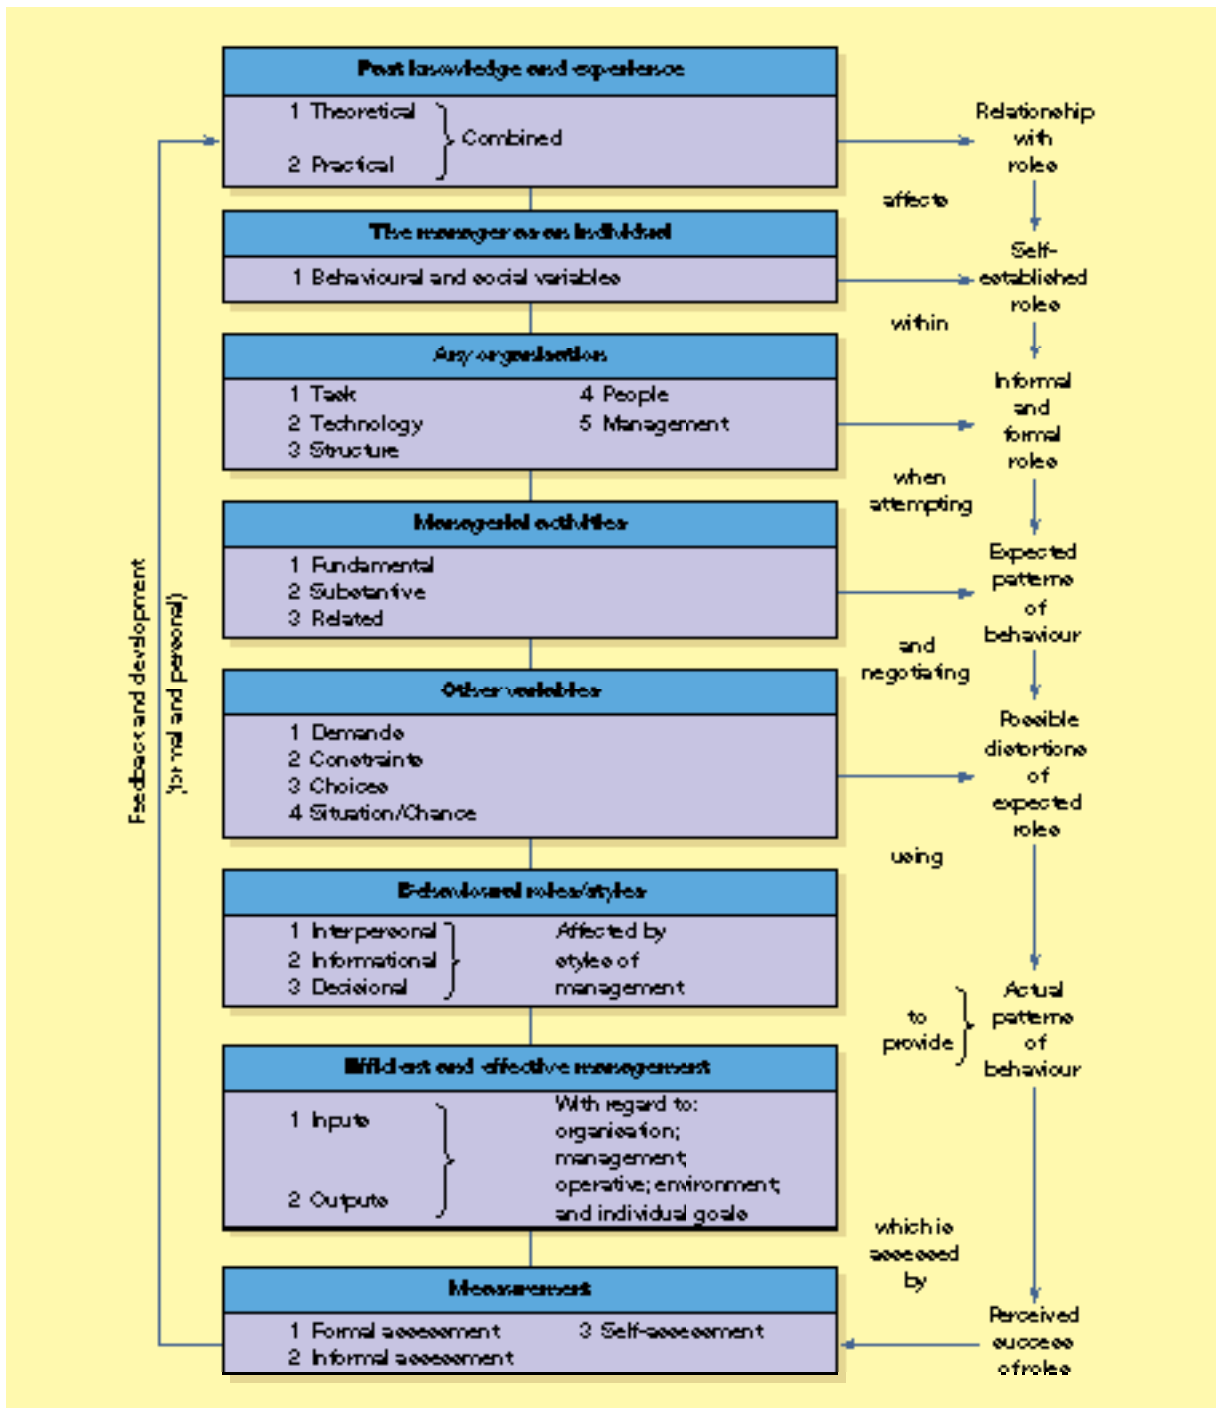 Past knowledge and experience
1 Theoretical
2 Practical
Combined
Relationship
with
roles
affects
The manager as an individual
1 Behavioural and social variables
Self-
established
roles
within
Any organisation
1 Task
2 Technology
3 Structure
4 People
5 Management
Informal
and
formal
roles
when
attempting
Managerial activities
1 Fundamental
2 Substantive
3 Related
Expected
patterns
of
behaviour
and
negotiating
Other variables
1 Demands
2 Constraints
3 Choices
4 Situation/Chance
Possible
distortions
of
expected
roles
using
Behavioural roles/styles
1 Interpersonal
2 Informational
3 Decisional
Affected by
styles of
management
to
provide
Actual
patterns
of
behaviour
Efficient and effective management
1 Inputs
2 Outputs
With regard to:
organisation;
management;
operative; environment;
and individual goals
which is
assessed
by
Measurement
1 Formal assessment
2 Informal assessment
3 Self-assessment
Perceived
success
of roles
Feedback and development
(formal and personal)